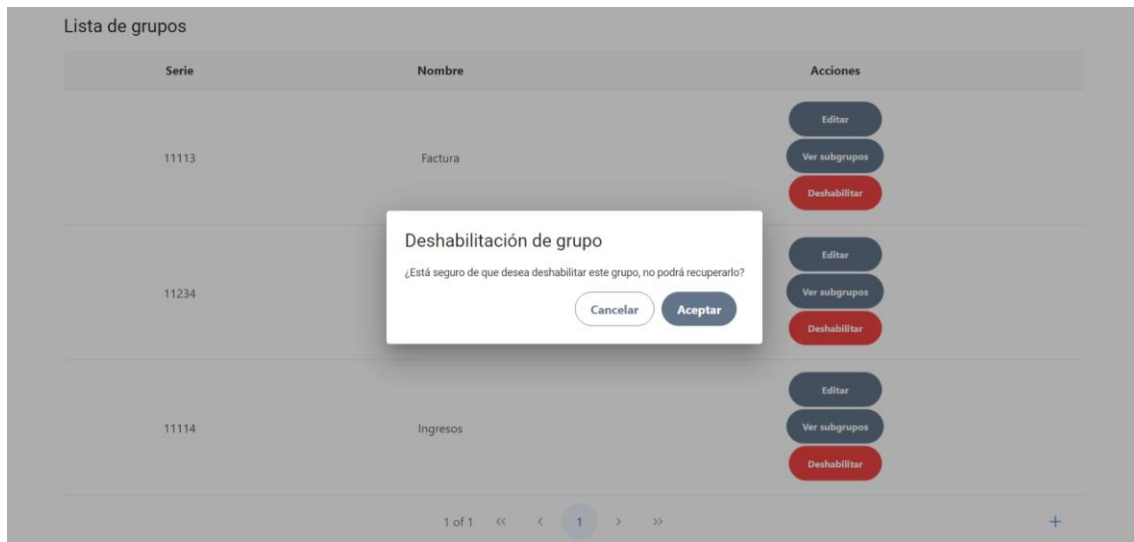 Lista de grupos
Serie Nombre Acciones
Editar
11113 Factura Ver subgrupos
Deshabilitar
Deshabilitación de grupo
¿Está seguro de que desea deshabilitar este grupo, no podrá recuperarlo?
Cancelar Aceptar
Editar
11234 Ver subgrupos
Deshabilitar
Editar
11114 Ingresos Ver subgrupos
Deshabilitar
1 of 1 << < 1 > >> +